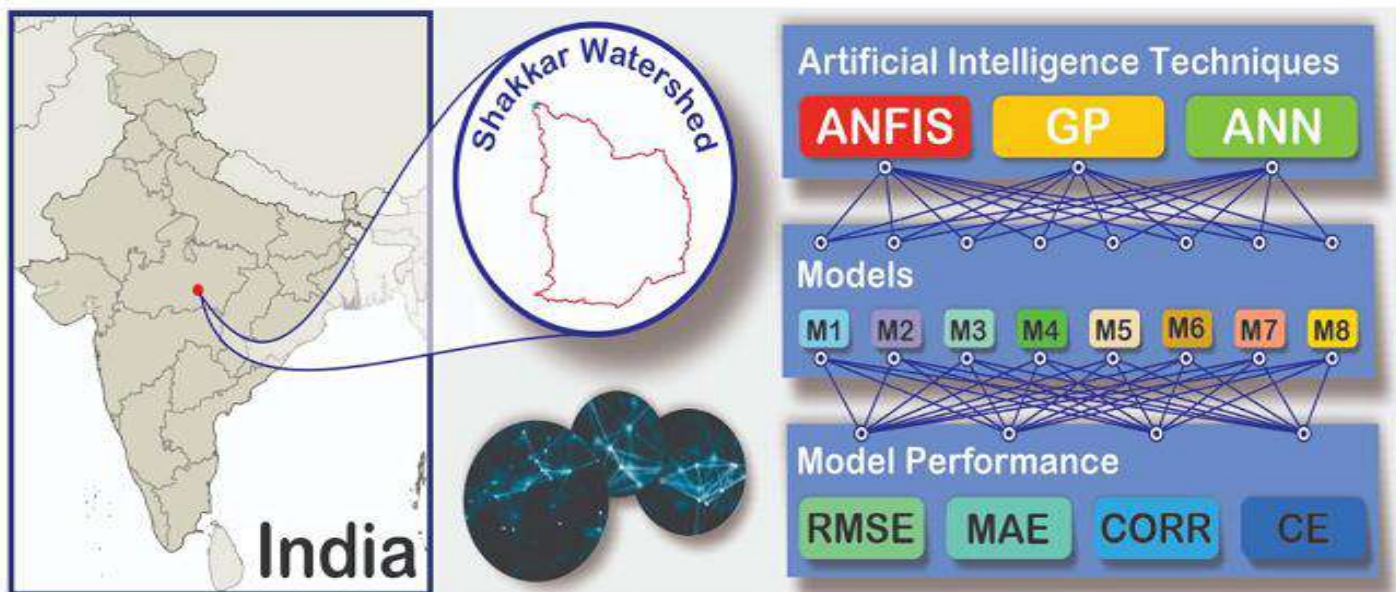 India
Shakkar Watershed
Artificial Intelligence Techniques
ANFIS GP ANN
Models
M1 M2 M3 M4 M5 M6 M7 M8
Model Performance
RMSE MAE CORR CE